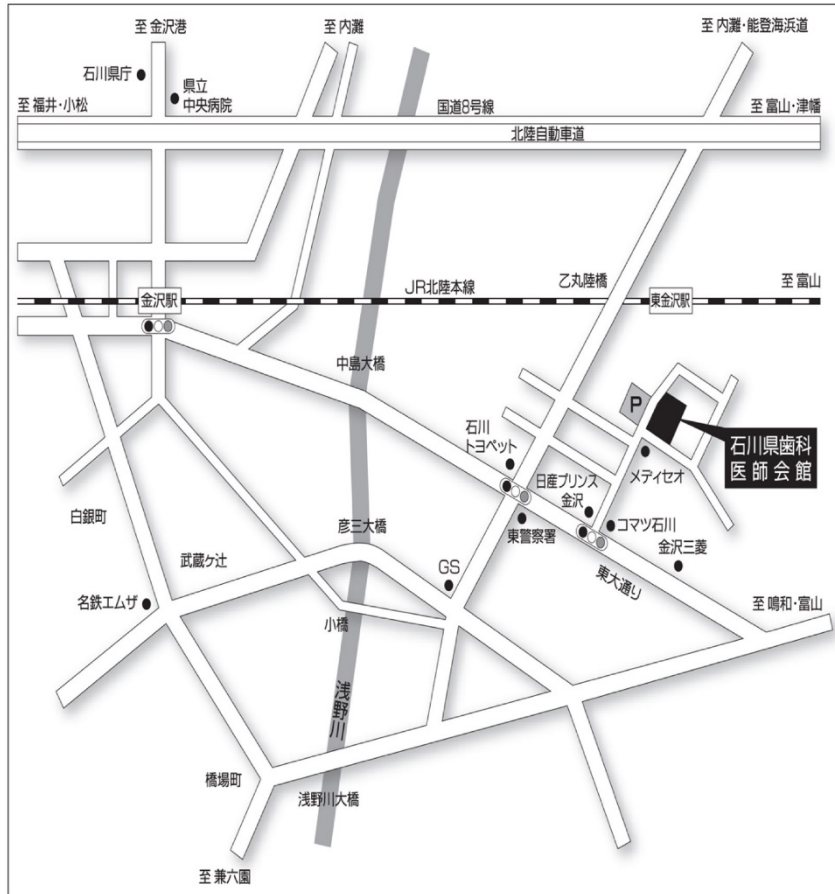 至 金沢港
至 内灘
至 内灘・能登海浜道
石川県庁
県立
中央病院
至 福井・小松
国道8号線
至 富山・津幡
北陸自動車道
乙丸陸橋
JR北陸本線
至 富山
金沢駅
東金沢駅
中島大橋
P
石川県歯科
医師会館
石川
トヨペット
メディセオ
日産プリンス
金沢
白銀町
コマツ石川
東警察署
彦三大橋
金沢三菱
武蔵ヶ辻
GS
東大通り
名鉄エムザ
至 鳴和・富山
小橋
浅野川
橋場町
浅野川大橋
至 兼六園